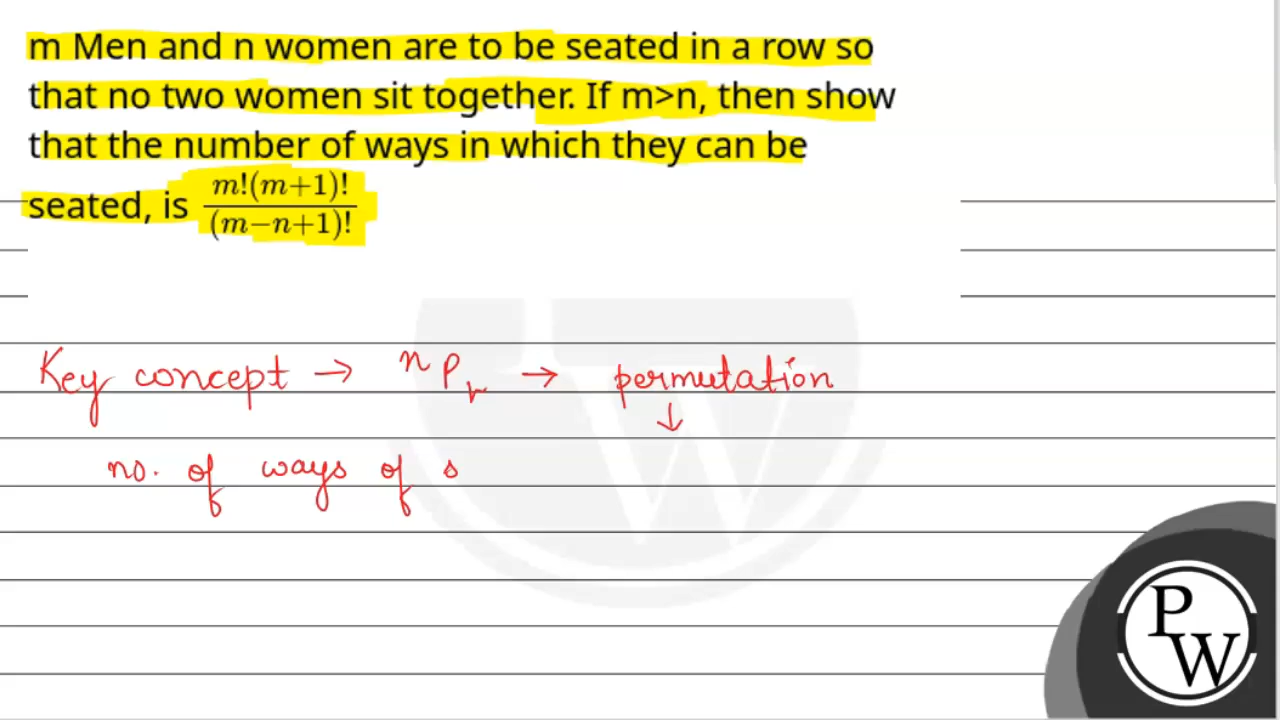 m Men and n women are to be seated in a row so
that no two women sit together. If m>n, then show
that the number of ways in which they can be
seated, is m!(m+1)!/(m−n+1)!
Key concept → ⁿPᵣ → permutation
↓
no. of ways of s
P
W